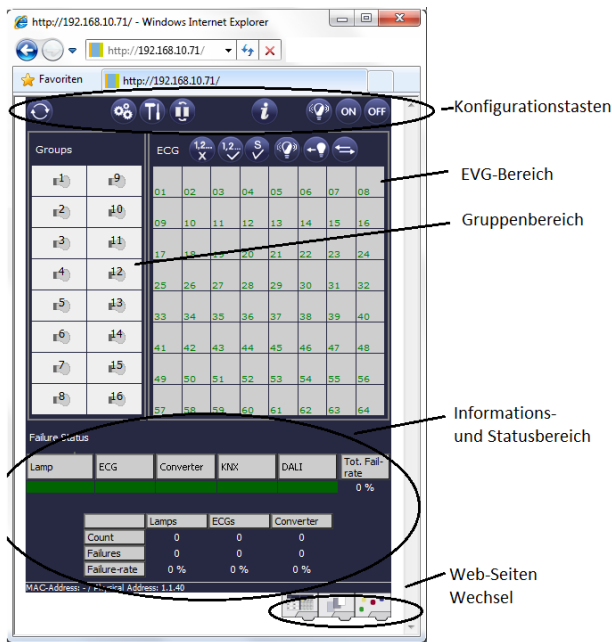 http://192.168.10.71/ - Windows Internet Explorer
http://192.168.10.71/
Favoriten
http://192.168.10.71/
ON OFF
Konfigurationstasten
Groups
ECG 1,2... X 1,2... S
EVG-Bereich
1 9
01 02 03 04 05 06 07 08
2 10
09 10 11 12 13 14 15 16
Gruppenbereich
3 11
17 18 19 20 21 22 23 24
4 12
25 26 27 28 29 30 31 32
5 13
33 34 35 36 37 38 39 40
6 14
41 42 43 44 45 46 47 48
7 15
49 50 51 52 53 54 55 56
8 16
57 58 59 60 61 62 63 64
Informations-
und Statusbereich
Failure Status
Lamp ECG Converter KNX DALI Tot. Fail-
rate
0 %
Lamps ECGs Converter
Count 0 0 0
Failures 0 0 0
Failure-rate 0 % 0 % 0 %
MAC-Address: - / Physical Address: 1.1.40
Web-Seiten
Wechsel